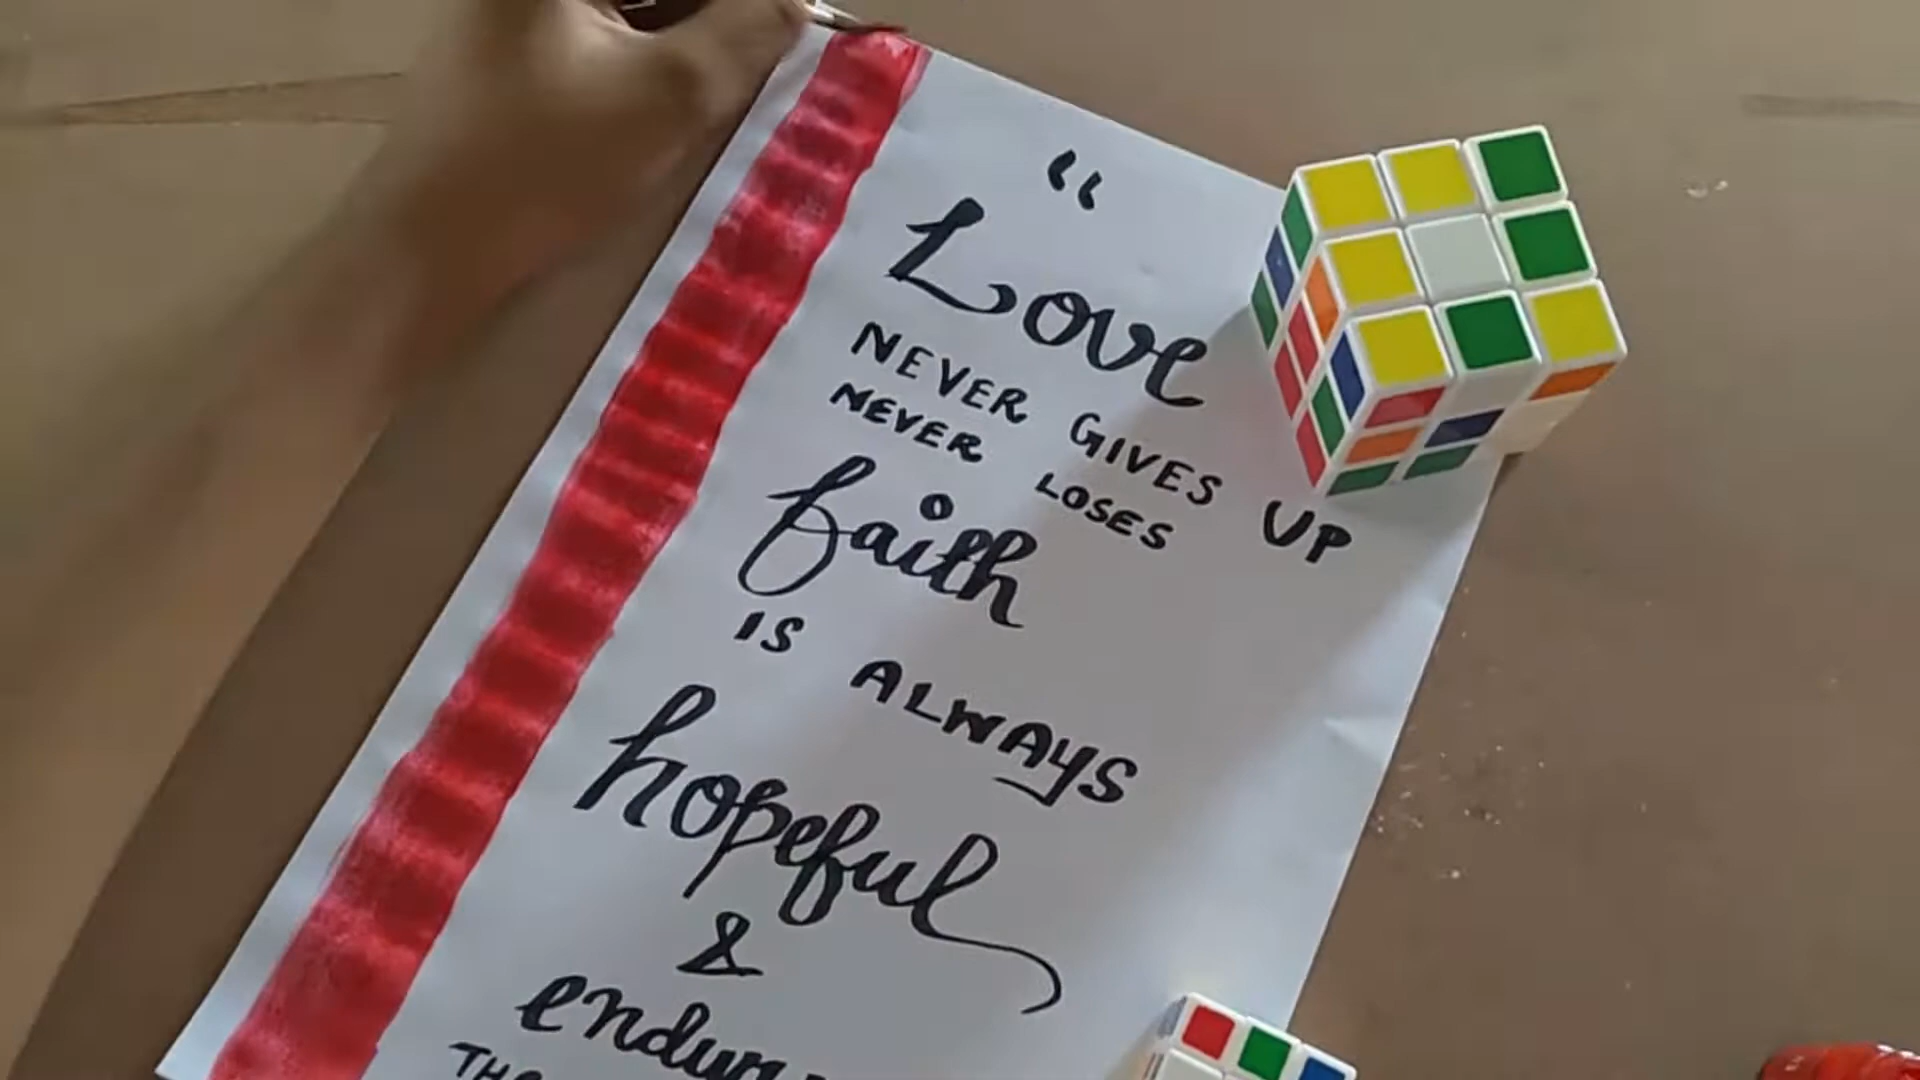 “
Love
NEVER GIVES UP
NEVER LOSES
faith
IS ALWAYS
hopeful
&